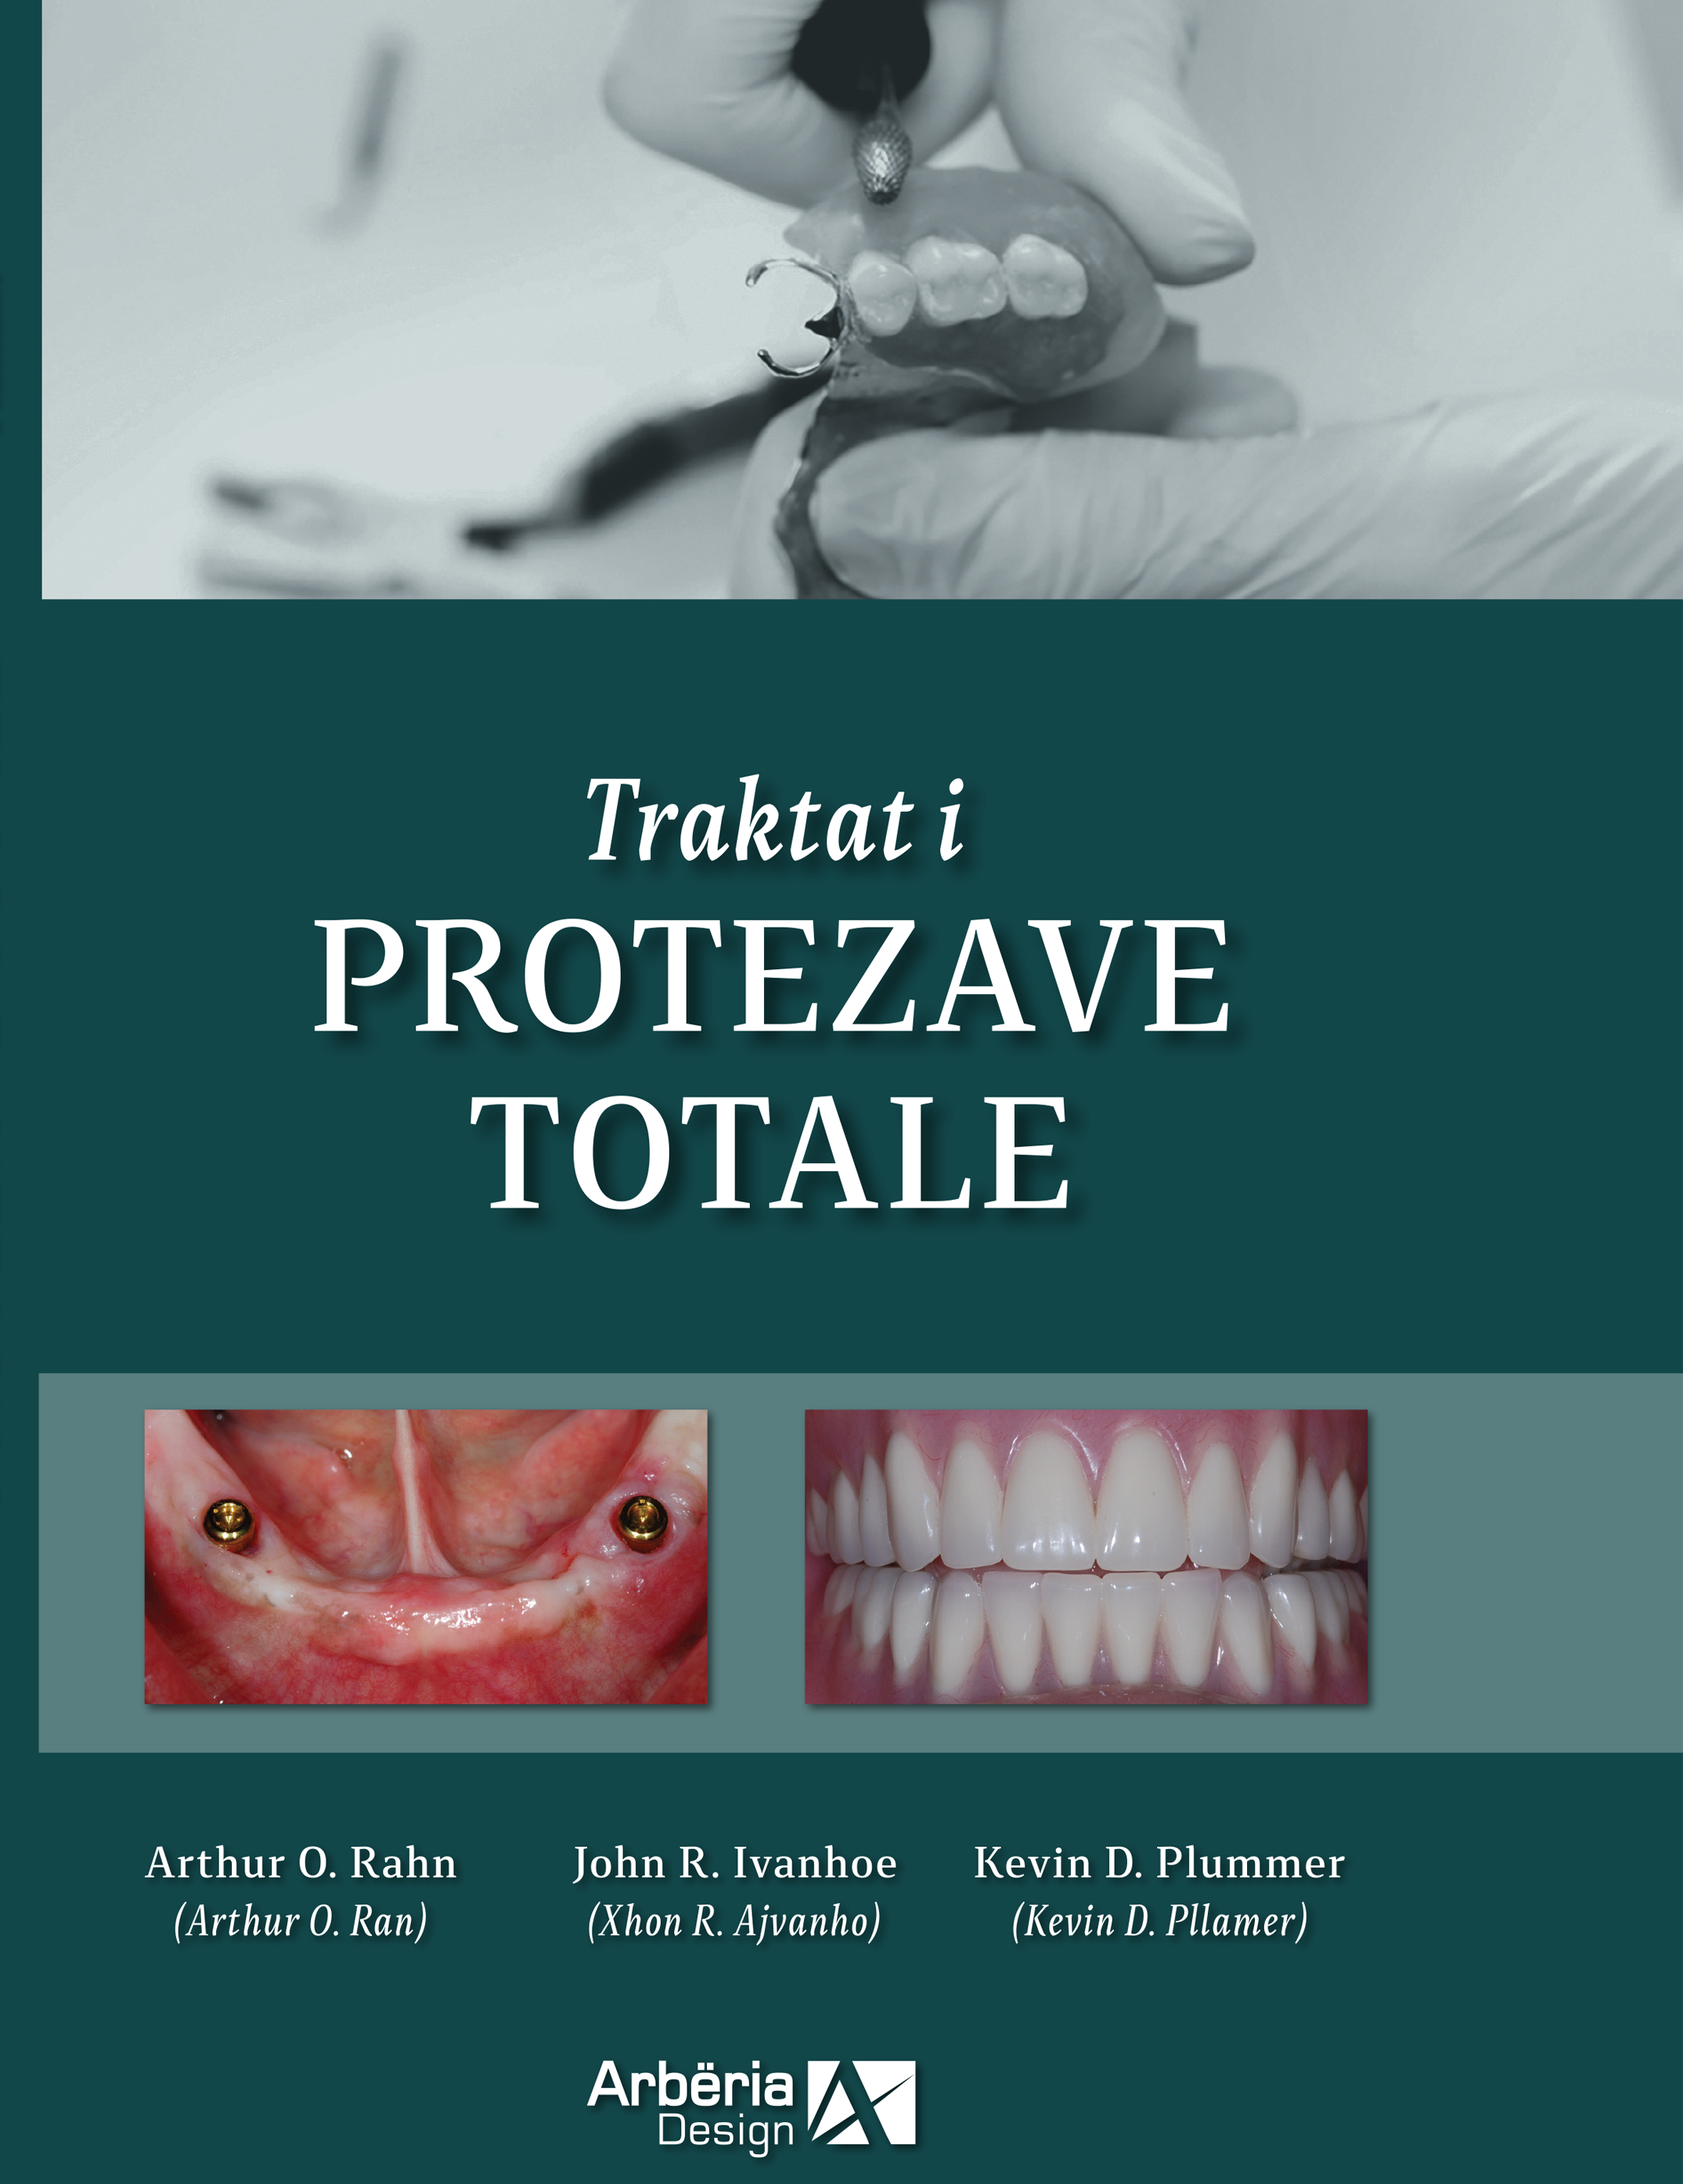 Traktat i
PROTEZAVE
TOTALE
Arthur O. Rahn
(Arthur O. Ran)
John R. Ivanhoe
(Xhon R. Ajvanho)
Kevin D. Plummer
(Kevin D. Pllamer)
Arbëria
Design